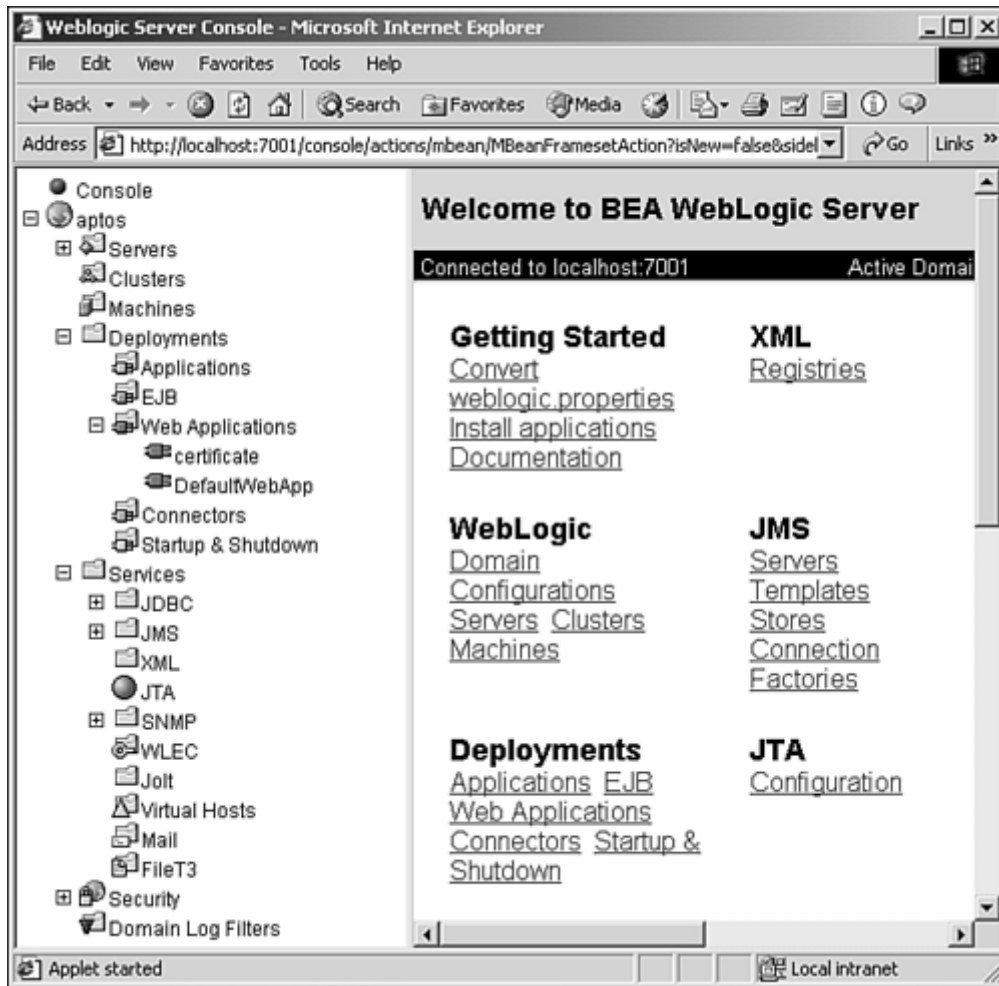 Weblogic Server Console - Microsoft Internet Explorer
File Edit View Favorites Tools Help
Back Search Favorites Media
Address http://localhost:7001/console/actions/mbean/MBeanFramesetAction?isNew=false&sidel Go Links »
Console
aptos
Servers
Clusters
Machines
Deployments
Applications
EJB
Web Applications
certificate
DefaultWebApp
Connectors
Startup & Shutdown
Services
JDBC
JMS
XML
JTA
SNMP
WLEC
Jolt
Virtual Hosts
Mail
FileT3
Security
Domain Log Filters
Welcome to BEA WebLogic Server
Connected to localhost:7001 Active Domai
Getting Started
Convert
weblogic.properties
Install applications
Documentation
XML
Registries
WebLogic
Domain
Configurations
Servers Clusters
Machines
JMS
Servers
Templates
Stores
Connection
Factories
Deployments
Applications EJB
Web Applications
Connectors Startup &
Shutdown
JTA
Configuration
Applet started Local intranet